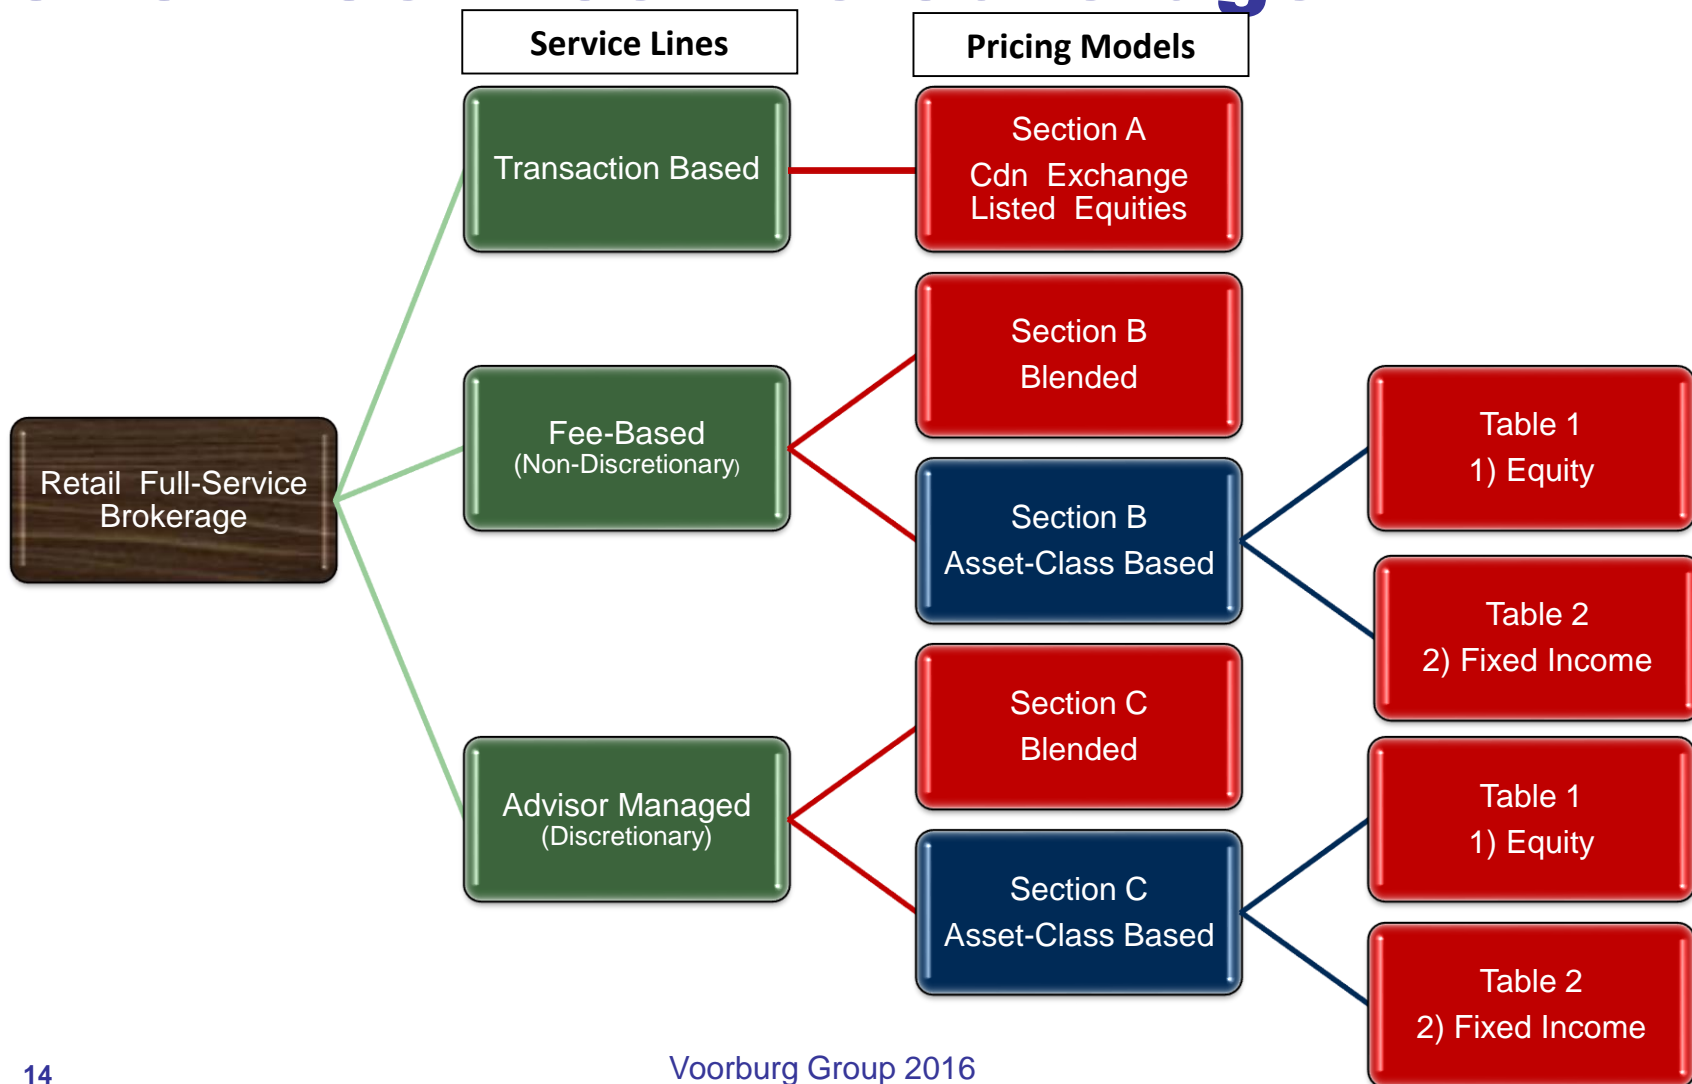 Service Lines
Pricing Models
Transaction Based
Section A
Cdn Exchange
Listed Equities
Section B
Blended
Fee-Based
(Non-Discretionary)
Table 1
1) Equity
Retail Full-Service
Brokerage
Section B
Asset-Class Based
Table 2
2) Fixed Income
Section C
Blended
Advisor Managed
(Discretionary)
Table 1
1) Equity
Section C
Asset-Class Based
Table 2
2) Fixed Income
14
Voorburg Group 2016